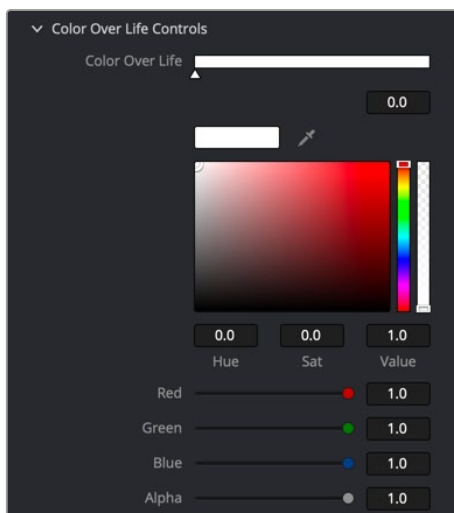 Color Over Life Controls
Color Over Life
0.0
0.0 0.0 1.0
Hue Sat Value
Red 1.0
Green 1.0
Blue 1.0
Alpha 1.0